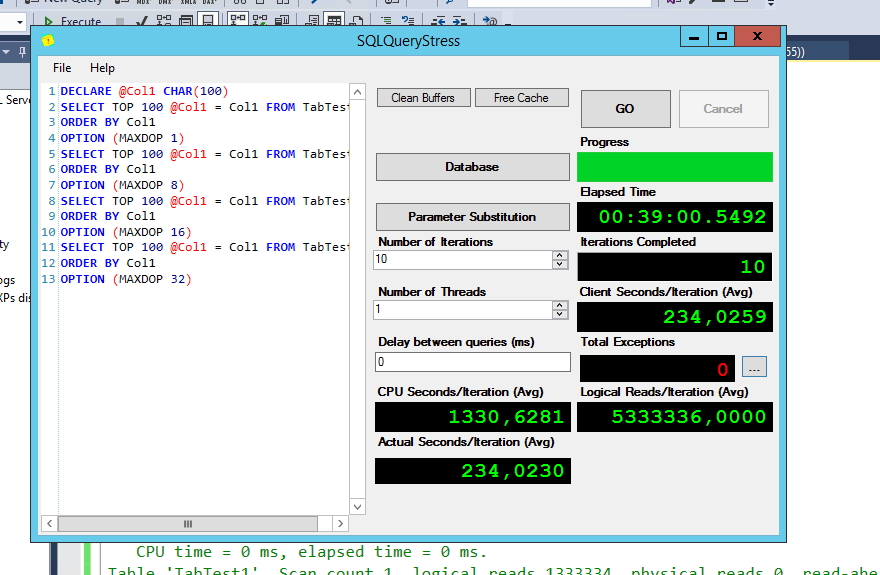 New Query
Execute
SQLQueryStress
55))
File Help
L Serv
1 DECLARE @Col1 CHAR(100)
2 SELECT TOP 100 @Col1 = Col1 FROM TabTest
3 ORDER BY Col1
4 OPTION (MAXDOP 1)
5 SELECT TOP 100 @Col1 = Col1 FROM TabTest
6 ORDER BY Col1
7 OPTION (MAXDOP 8)
8 SELECT TOP 100 @Col1 = Col1 FROM TabTest
9 ORDER BY Col1
10 OPTION (MAXDOP 16)
11 SELECT TOP 100 @Col1 = Col1 FROM TabTest
12 ORDER BY Col1
13 OPTION (MAXDOP 32)
ty
ogs
XPs dis
Clean Buffers
Free Cache
GO
Cancel
Progress
Database
Elapsed Time
00:39:00.5492
Parameter Substitution
Number of Iterations
10
Iterations Completed
10
Number of Threads
1
Client Seconds/Iteration (Avg)
234,0259
Delay between queries (ms)
0
Total Exceptions
0
...
CPU Seconds/Iteration (Avg)
1330,6281
Logical Reads/Iteration (Avg)
5333336,0000
Actual Seconds/Iteration (Avg)
234,0230
CPU time = 0 ms, elapsed time = 0 ms.
Table 'TabTest1'. Scan count 1, logical reads 1333334, physical reads 0, read-ahe